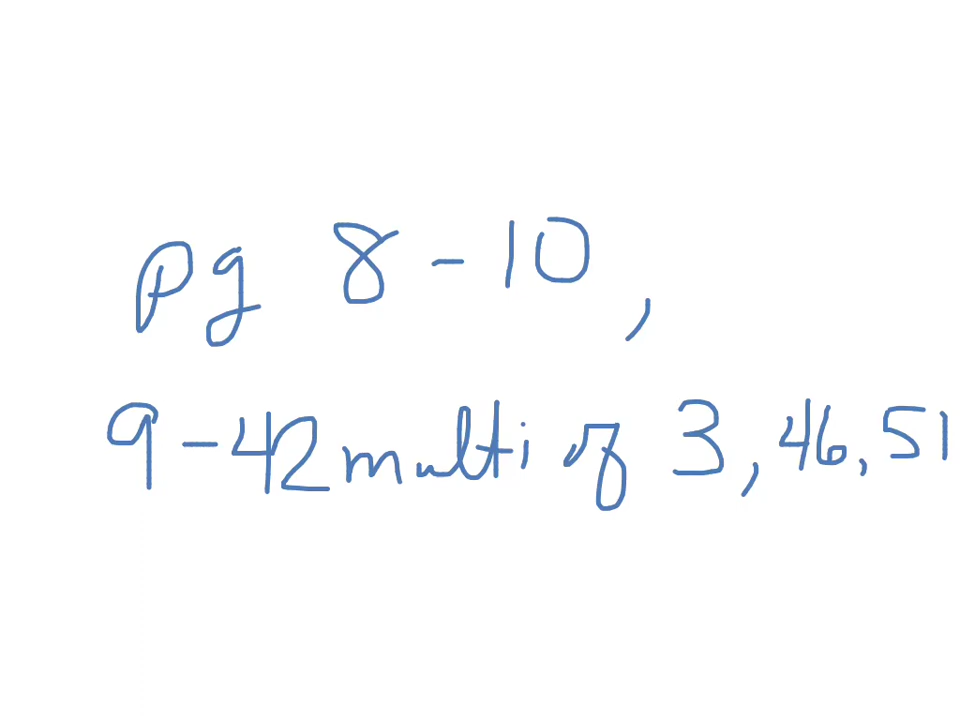 pg 8-10,
9-42 multi of 3, 46, 51